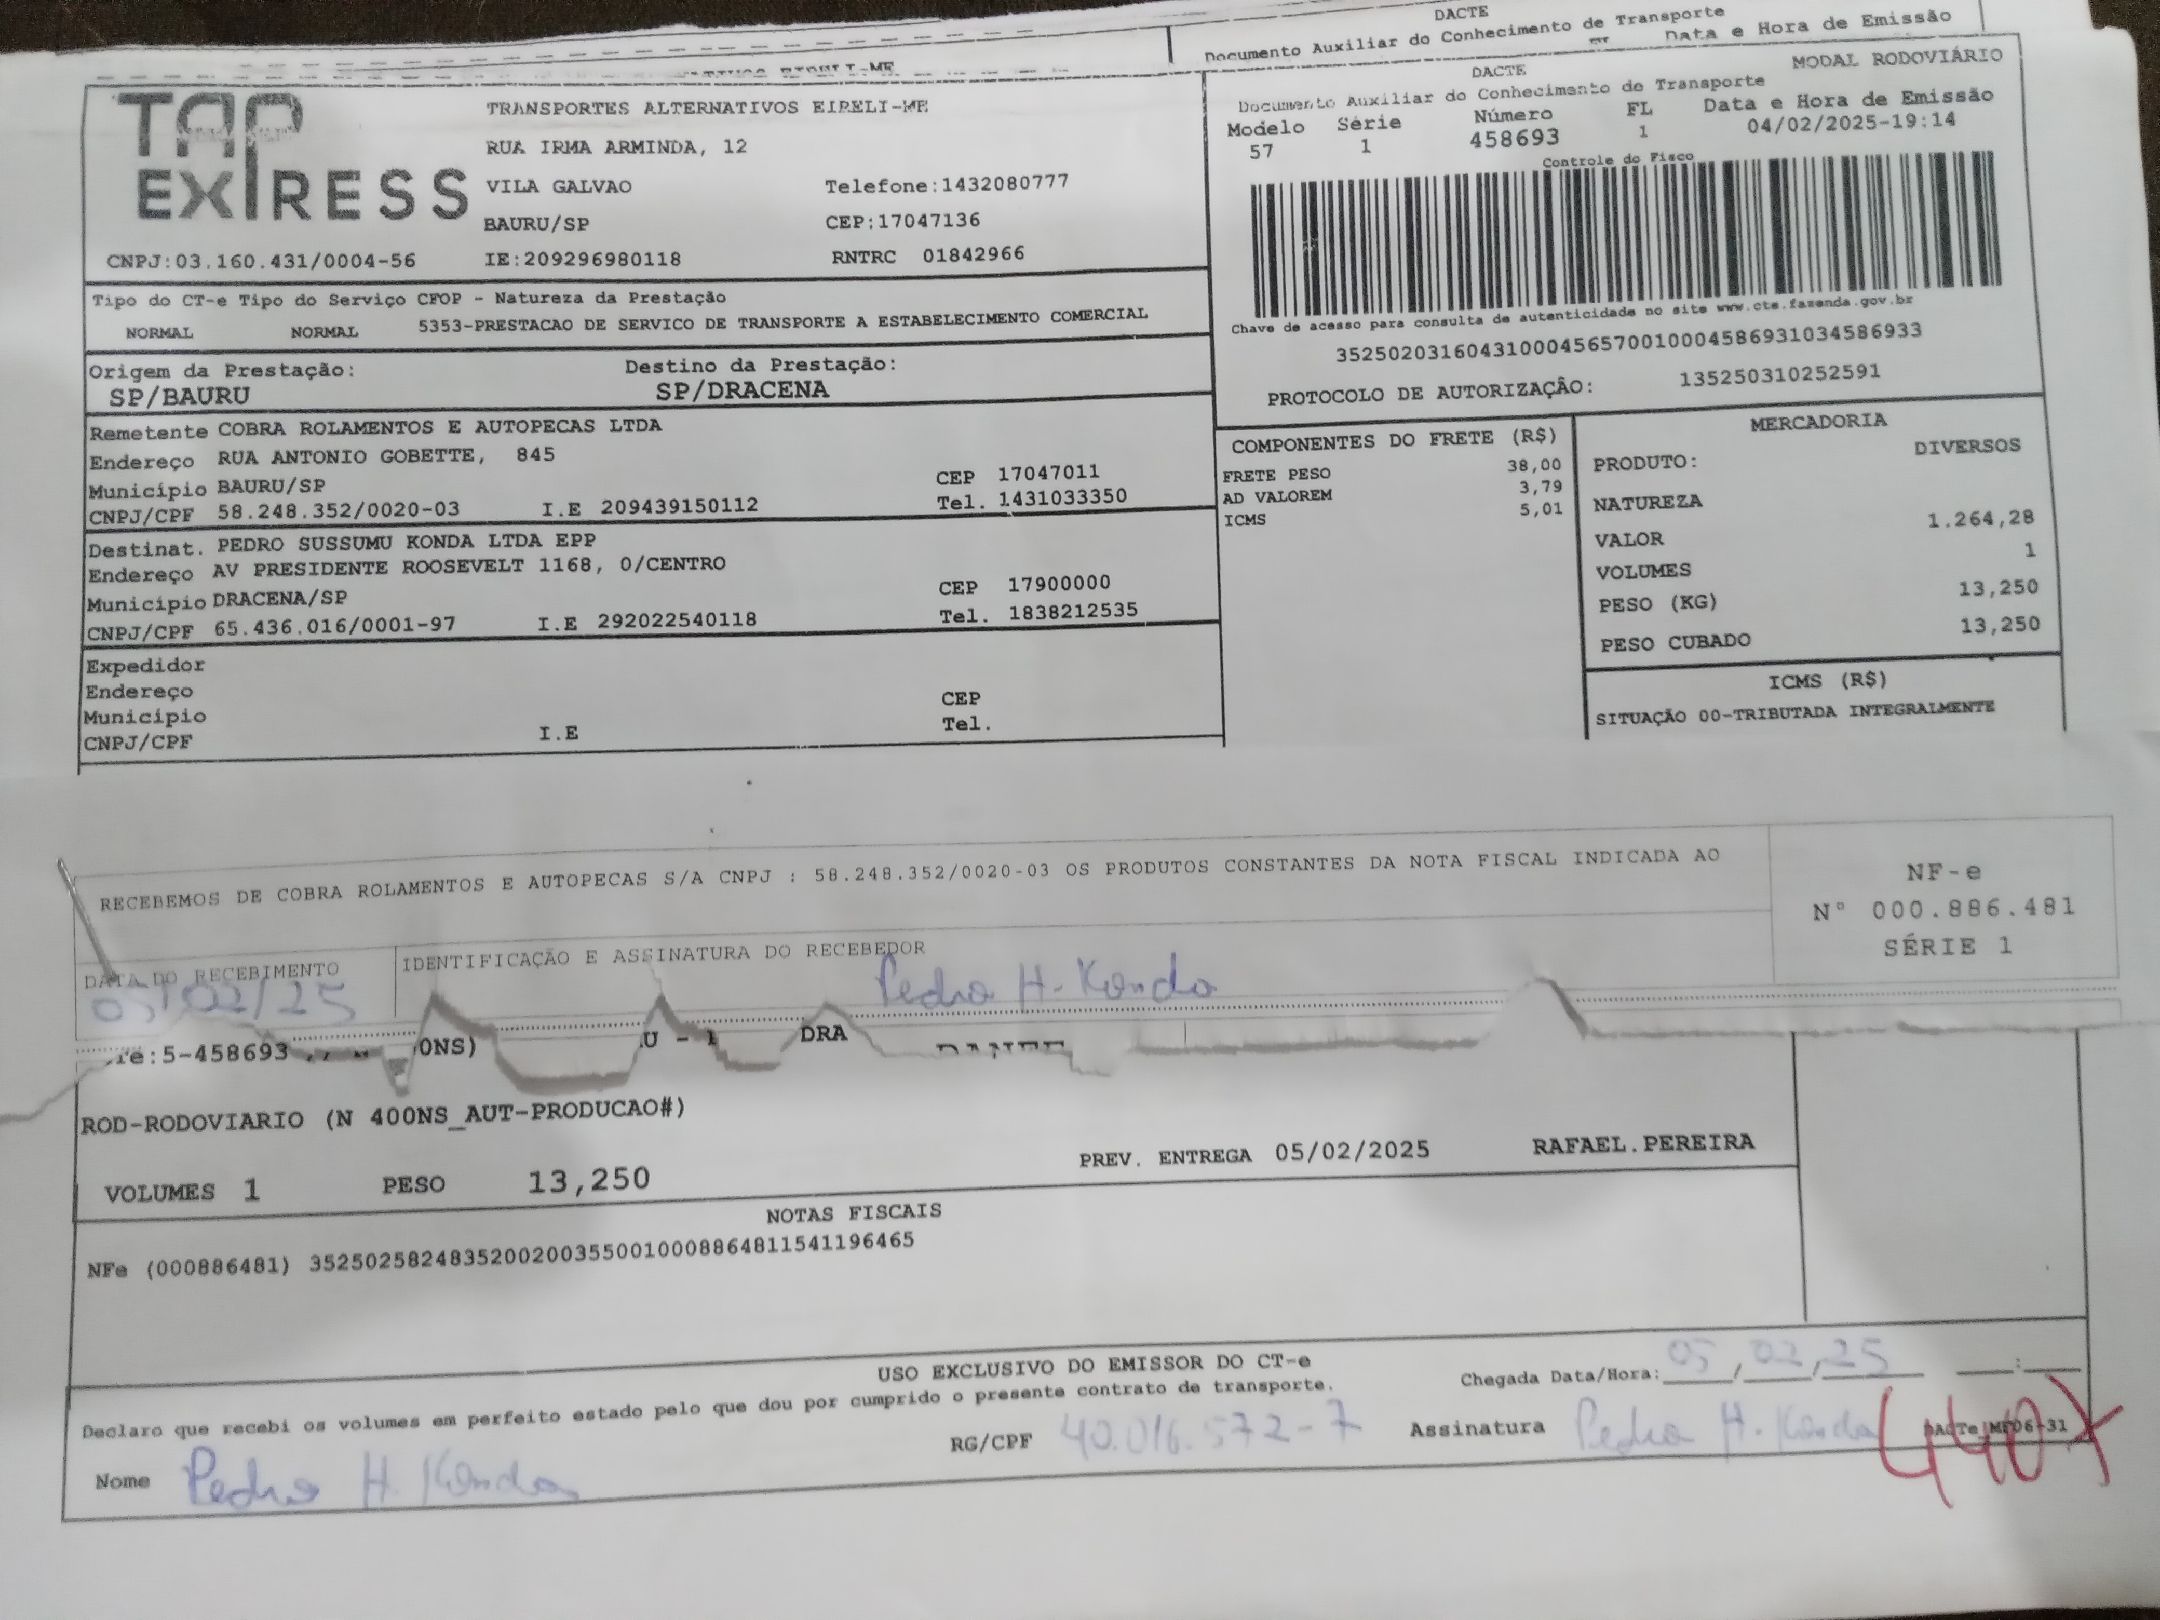 DACTE
Documento Auxiliar do Conhecimento de Transporte
Data e Hora de Emissão
EIRELI-ME
TAP EXPRESS
TRANSPORTES ALTERNATIVOS EIRELI-ME
RUA IRMA ARMINDA, 12
VILA GALVAO Telefone:1432080777
BAURU/SP CEP:17047136
CNPJ:03.160.431/0004-56 IE:209296980118 RNTRC 01842966
DACTE MODAL RODOVIÁRIO
Documento Auxiliar do Conhecimento de Transporte
Modelo Série Número FL Data e Hora de Emissão
57 1 458693 1 04/02/2025-19:14
Controle do Fisco
Chave de acesso para consulta de autenticidade no site www.cte.fazenda.gov.br
35250203160431000456570010004586931034586933
PROTOCOLO DE AUTORIZAÇÃO: 135250310252591
Tipo do CT-e Tipo do Serviço CFOP - Natureza da Prestação
NORMAL NORMAL 5353-PRESTACAO DE SERVICO DE TRANSPORTE A ESTABELECIMENTO COMERCIAL
Origem da Prestação: Destino da Prestação:
SP/BAURU SP/DRACENA
Remetente COBRA ROLAMENTOS E AUTOPECAS LTDA
Endereço RUA ANTONIO GOBETTE, 845
Município BAURU/SP CEP 17047011
CNPJ/CPF 58.248.352/0020-03 I.E 209439150112 Tel. 1431033350
Destinat. PEDRO SUSSUMU KONDA LTDA EPP
Endereço AV PRESIDENTE ROOSEVELT 1168, 0/CENTRO
Município DRACENA/SP CEP 17900000
CNPJ/CPF 65.436.016/0001-97 I.E 292022540118 Tel. 1838212535
Expedidor
Endereço
Município CEP
CNPJ/CPF I.E Tel.
COMPONENTES DO FRETE (R$)
FRETE PESO 38,00
AD VALOREM 3,79
ICMS 5,01
MERCADORIA
PRODUTO: DIVERSOS
NATUREZA
VALOR 1.264,28
VOLUMES 1
PESO (KG) 13,250
PESO CUBADO 13,250
ICMS (R$)
SITUAÇÃO 00-TRIBUTADA INTEGRALMENTE
RECEBEMOS DE COBRA ROLAMENTOS E AUTOPECAS S/A CNPJ : 58.248.352/0020-03 OS PRODUTOS CONSTANTES DA NOTA FISCAL INDICADA AO
NF-e
Nº 000.886.481
SÉRIE 1
DATA DO RECEBIMENTO IDENTIFICAÇÃO E ASSINATURA DO RECEBEDOR
05/02/25 Pedro H. Konda
re:5-458693 ONS) U - 1 DRA DANFE
ROD-RODOVIARIO (N 400NS_AUT-PRODUCAO#)
VOLUMES 1 PESO 13,250 PREV. ENTREGA 05/02/2025 RAFAEL.PEREIRA
NOTAS FISCAIS
NFe (000886481) 35250258248352002003550010008864811541196465
USO EXCLUSIVO DO EMISSOR DO CT-e
Declaro que recebi os volumes em perfeito estado pelo que dou por cumprido o presente contrato de transporte. Chegada Data/Hora: 05/02/25 :
Nome Pedro H. Konda RG/CPF 40.016.572-7 Assinatura Pedro H. Konda
DACTe_MF06-31